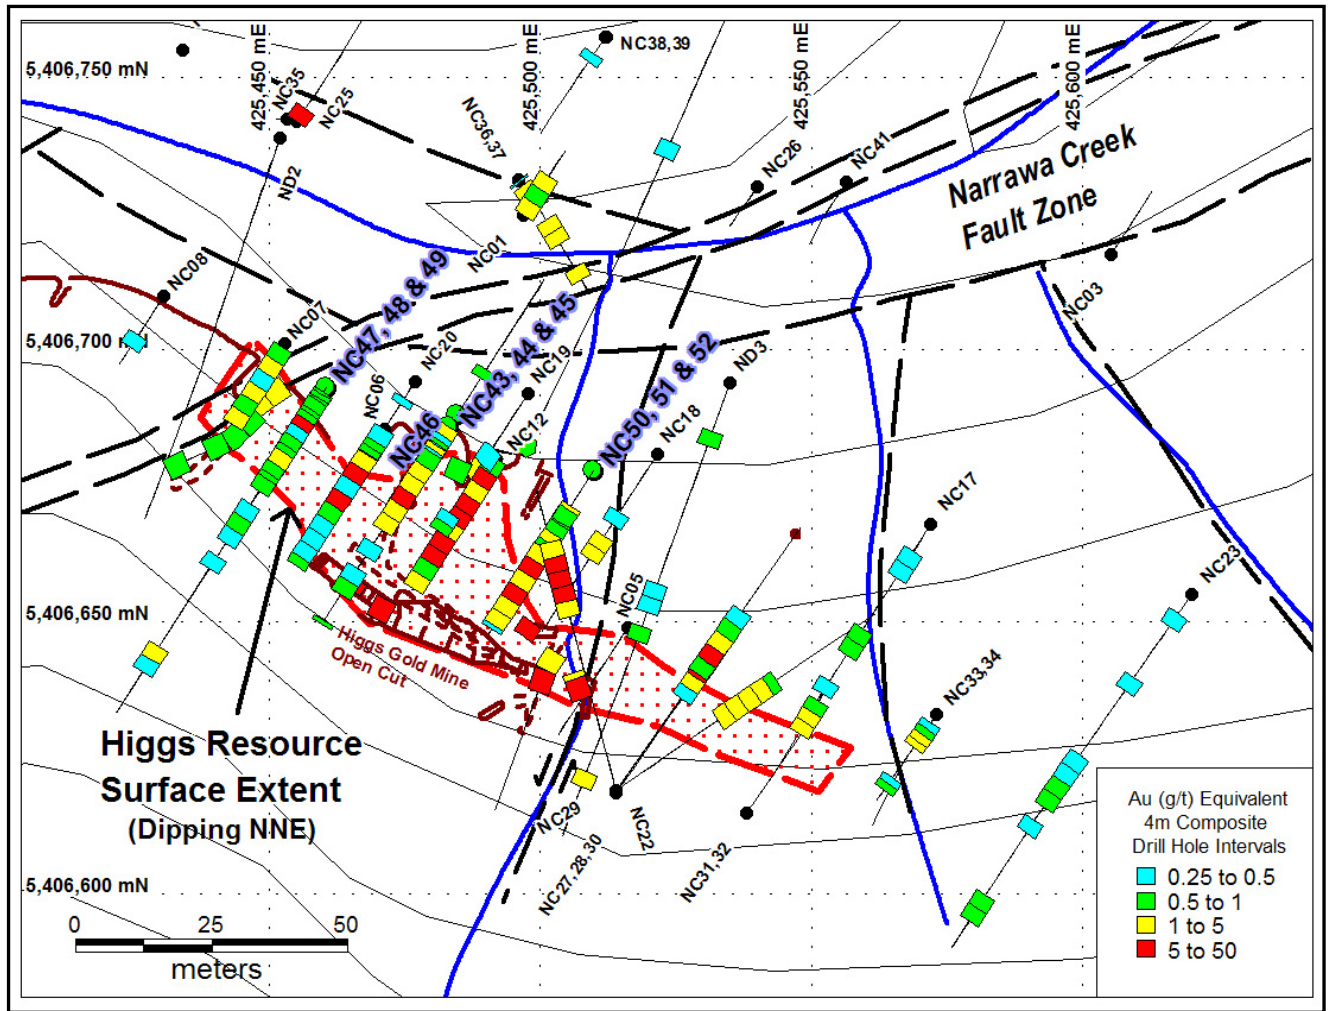 425,450 mE
425,500 mE
425,550 mE
425,600 mE
NC38,39
5,406,750 mN
NC35
NC25
NC36,37
NC26
NC41
ND2
Narrawa Creek
Fault Zone
NC01
NC08
NC47, 48 & 49
NC03
NC07
5,406,700 mN
NC20
NC43, 44 & 45
NC19
ND3
NC06
NC46
NC12
NC50, 51 & 52
NC18
NC17
NC23
NC05
5,406,650 mN
Higgs Gold Mine
Open Cut
NC33,34
Higgs Resource
Surface Extent
(Dipping NNE)
NC29
NC22
NC27,28,30
NC31,32
5,406,600 mN
0 25 50
meters
Au (g/t) Equivalent
4m Composite
Drill Hole Intervals
0.25 to 0.5
0.5 to 1
1 to 5
5 to 50